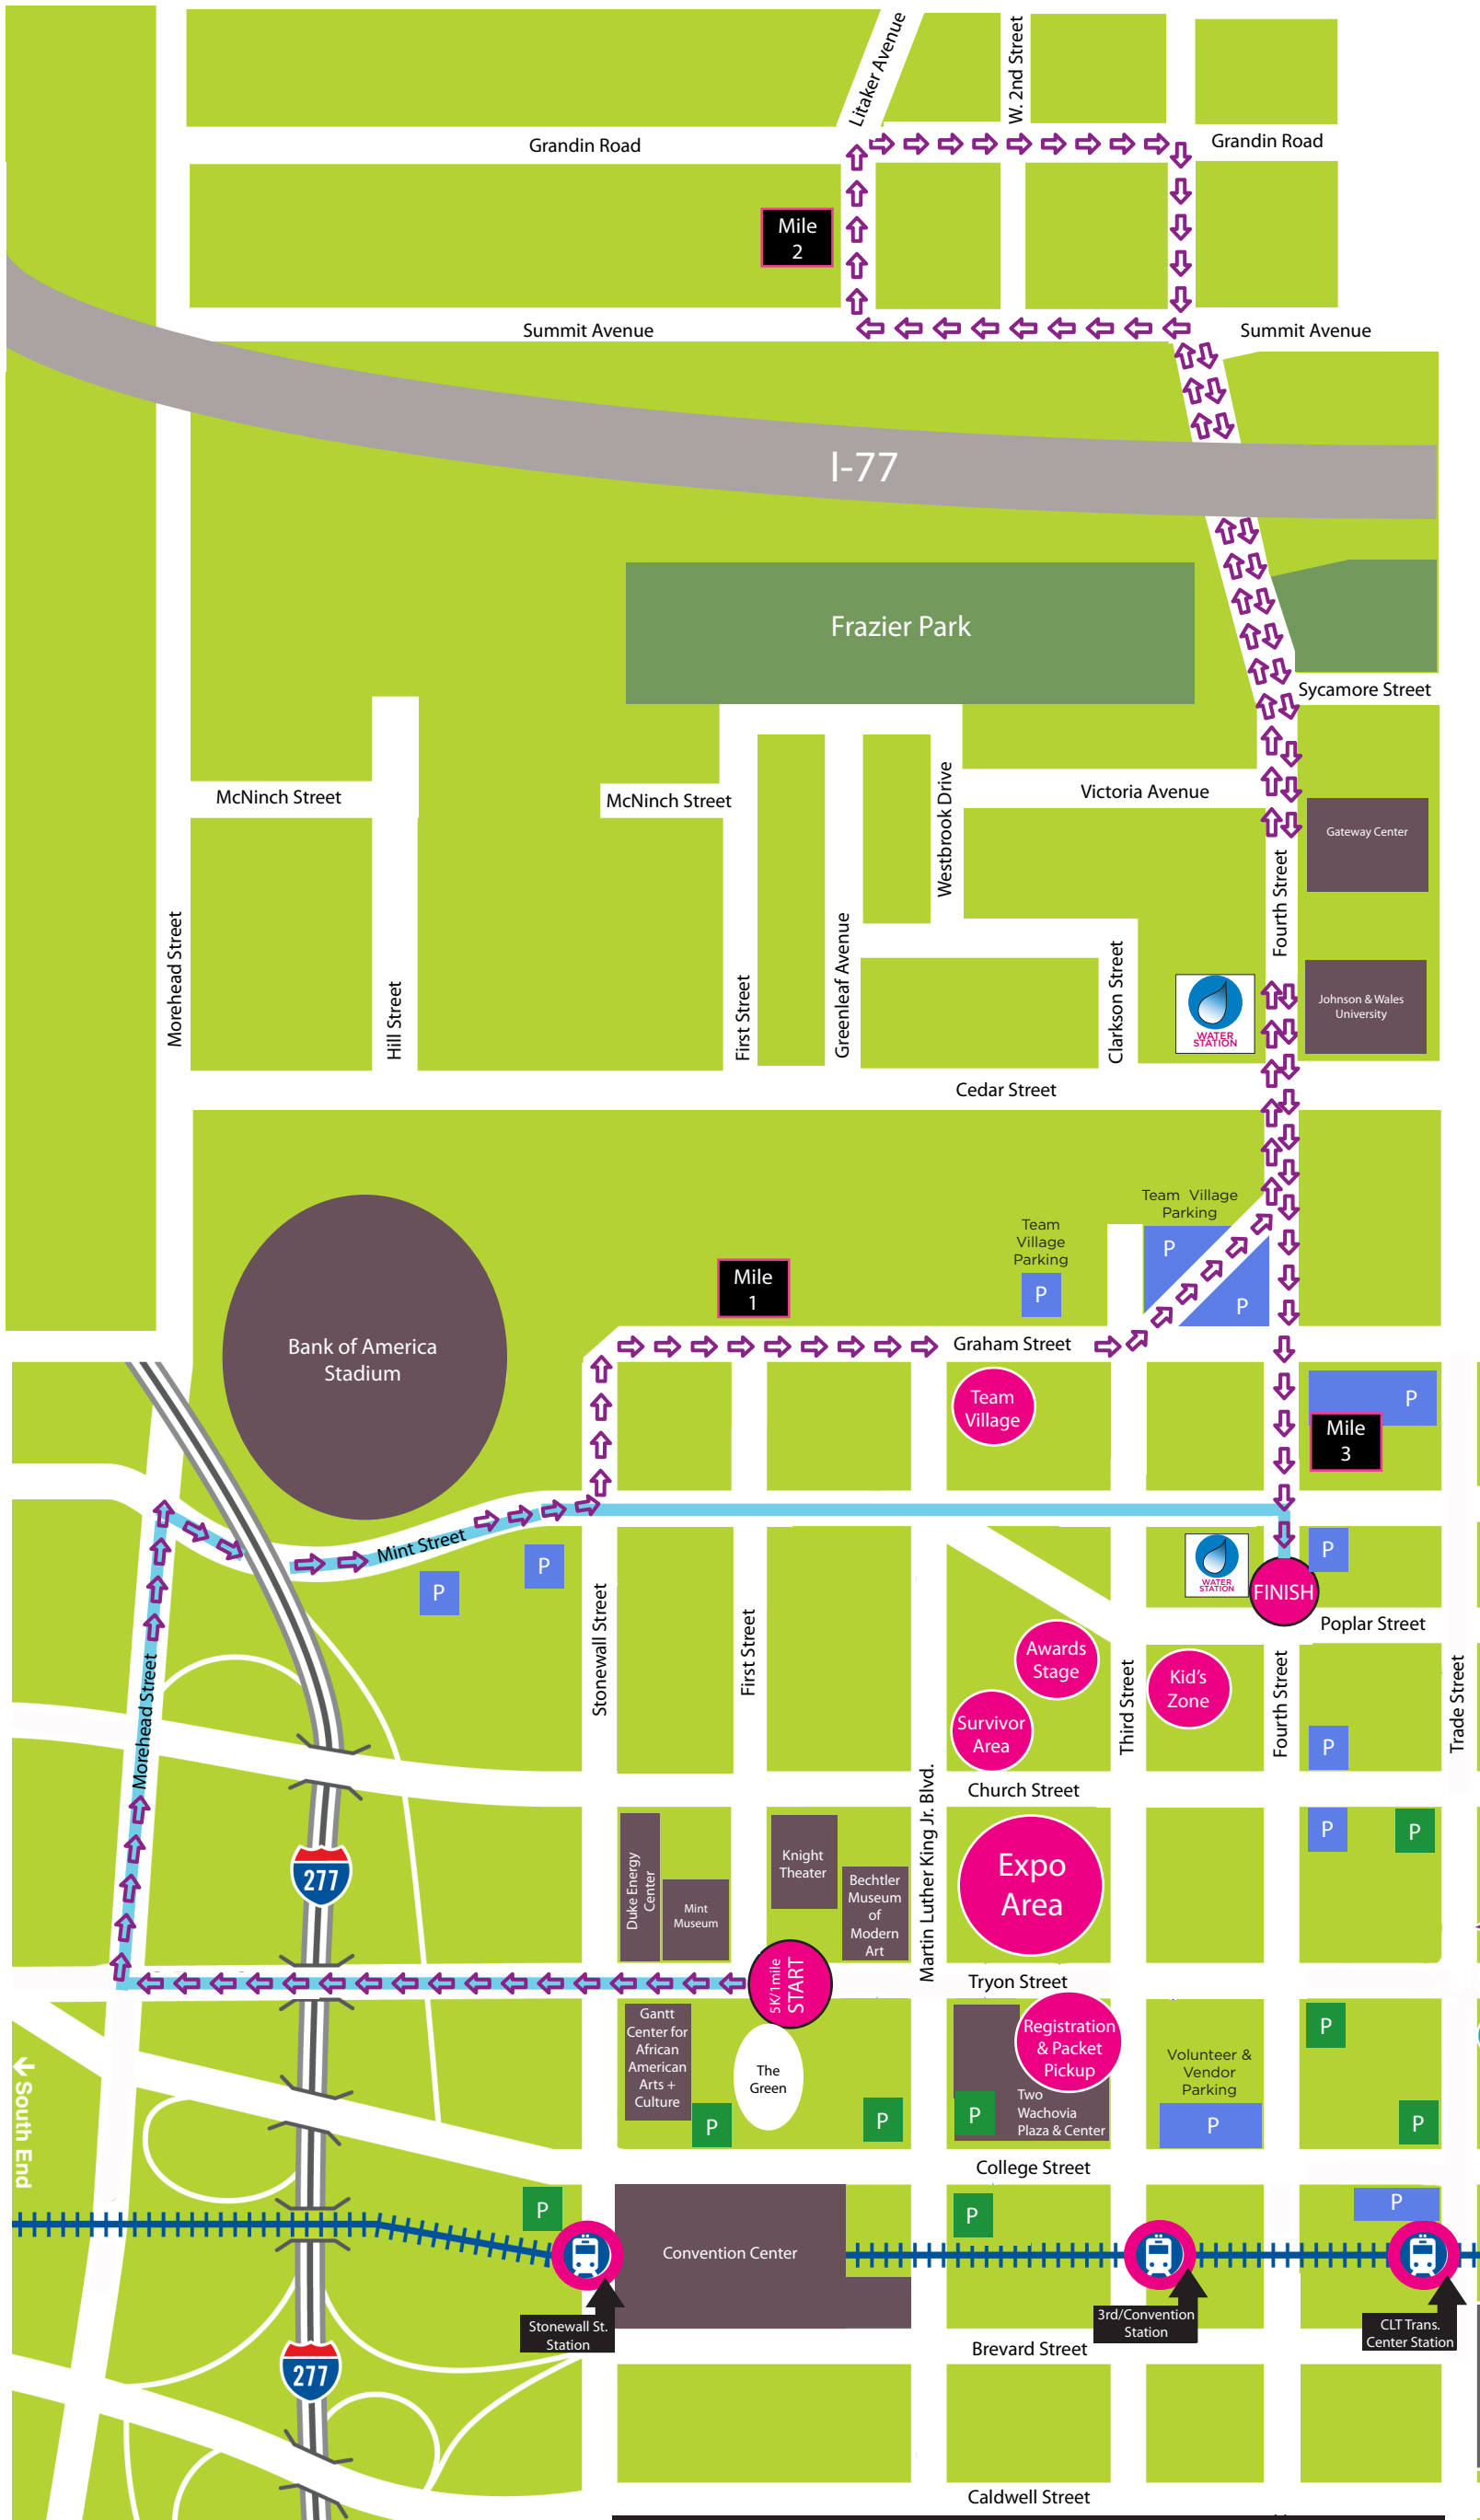 Litaker Avenue
W. 2nd Street
Grandin Road
Grandin Road
Mile
2
Summit Avenue
Summit Avenue
I-77
Frazier Park
Sycamore Street
McNinch Street
McNinch Street
Westbrook Drive
Victoria Avenue
Gateway Center
Fourth Street
Morehead Street
Hill Street
First Street
Greenleaf Avenue
Clarkson Street
WATER
STATION
Johnson & Wales
University
Cedar Street
Team Village
Parking
P
P
Team
Village
Parking
P
Mile
1
Bank of America
Stadium
Graham Street
Team
Village
P
Mile
3
Mint Street
P
P
WATER
STATION
P
FINISH
Poplar Street
Stonewall Street
First Street
Awards
Stage
Kid's
Zone
Survivor
Area
Third Street
Fourth Street
P
Trade Street
Morehead Street
Martin Luther King Jr. Blvd.
Church Street
277
Duke Energy
Center
Mint
Museum
Knight
Theater
Bechtler
Museum
of
Modern
Art
Expo
Area
P
P
5K/1mile
START
Tryon Street
Gantt
Center for
African
American
Arts +
Culture
The
Green
Registration
& Packet
Pickup
Two
Wachovia
Plaza & Center
P
P
P
Volunteer &
Vendor
Parking
P
P
P
South End
College Street
P
Convention Center
P
P
Stonewall St.
Station
3rd/Convention
Station
CLT Trans.
Center Station
Brevard Street
277
Caldwell Street